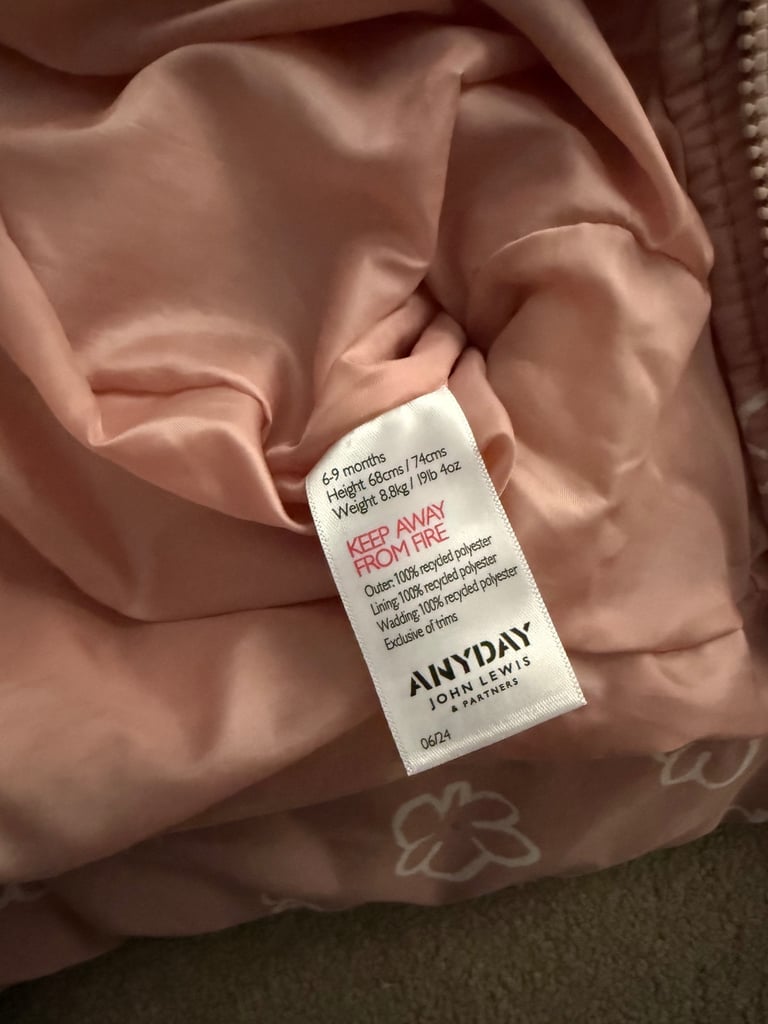 6-9 months
Height 68cms / 74cms
Weight 8.8kg / 19lb 4oz
KEEP AWAY
FROM FIRE
Outer: 100% recycled polyester
Lining: 100% recycled polyester
Wadding: 100% recycled polyester
Exclusive of trims
ANYDAY
JOHN LEWIS
& PARTNERS
06/24